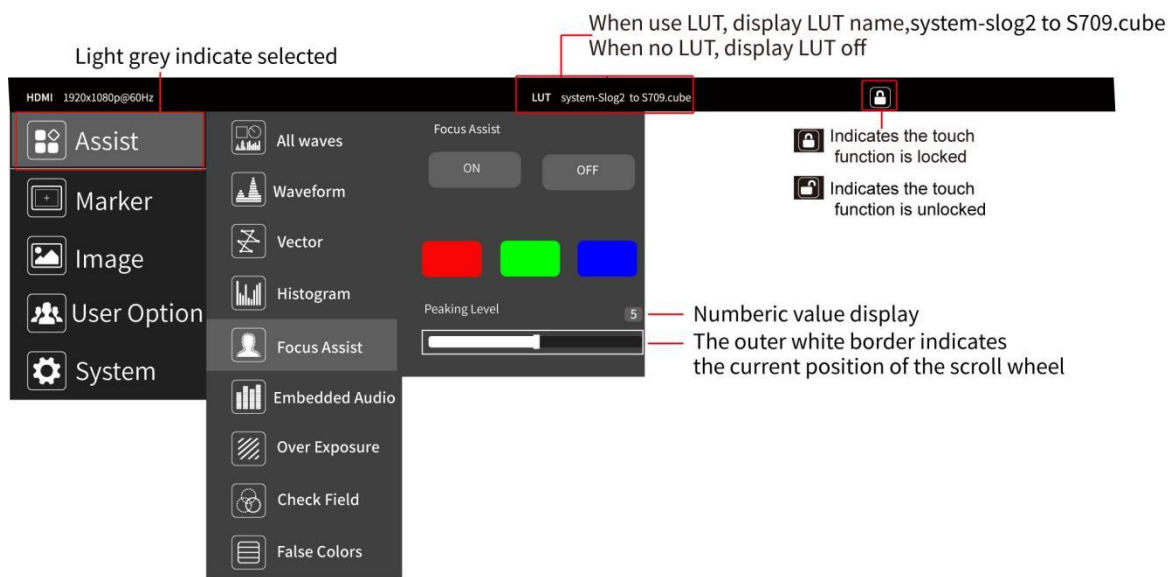 When use LUT, display LUT name,system-slog2 to S709.cube
When no LUT, display LUT off
Light grey indicate selected
HDMI 1920x1080p@60Hz
LUT system-Slog2 to S709.cube
Assist
Marker
Image
User Option
System
All waves
Waveform
Vector
Histogram
Focus Assist
Embedded Audio
Over Exposure
Check Field
False Colors
Focus Assist
ON OFF
Peaking Level 5
Indicates the touch
function is locked
Indicates the touch
function is unlocked
Numberic value display
The outer white border indicates
the current position of the scroll wheel